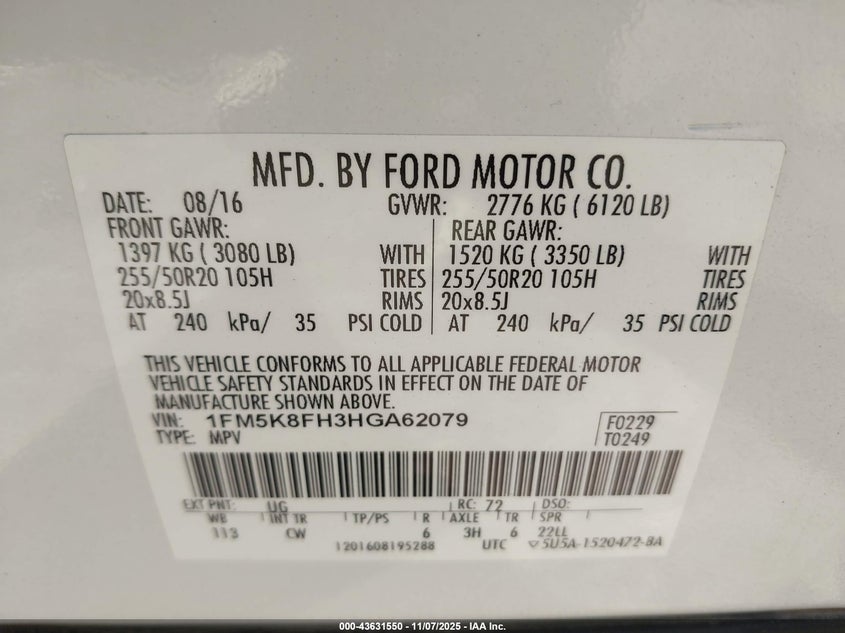 MFD. BY FORD MOTOR CO.
DATE: 08/16 GVWR: 2776 KG ( 6120 LB)
FRONT GAWR: REAR GAWR:
1397 KG ( 3080 LB) WITH 1520 KG ( 3350 LB) WITH
255/50R20 105H TIRES 255/50R20 105H TIRES
20x8.5J RIMS 20x8.5J RIMS
AT 240 kPa/ 35 PSI COLD AT 240 kPa/ 35 PSI COLD
THIS VEHICLE CONFORMS TO ALL APPLICABLE FEDERAL MOTOR
VEHICLE SAFETY STANDARDS IN EFFECT ON THE DATE OF
MANUFACTURE SHOWN ABOVE.
VIN: 1FM5K8FH3HGA62079 F0229
TYPE: MPV T0249
EXT PNT: UG RC: 72 DSO:
WB INT TR TP/PS R AXLE TR SPR
113 CW 6 3H 6 22LL
1201608195288 UTC ▽5U5A-1520472-BA
000-43631550 — 11/07/2025 — IAA Inc.